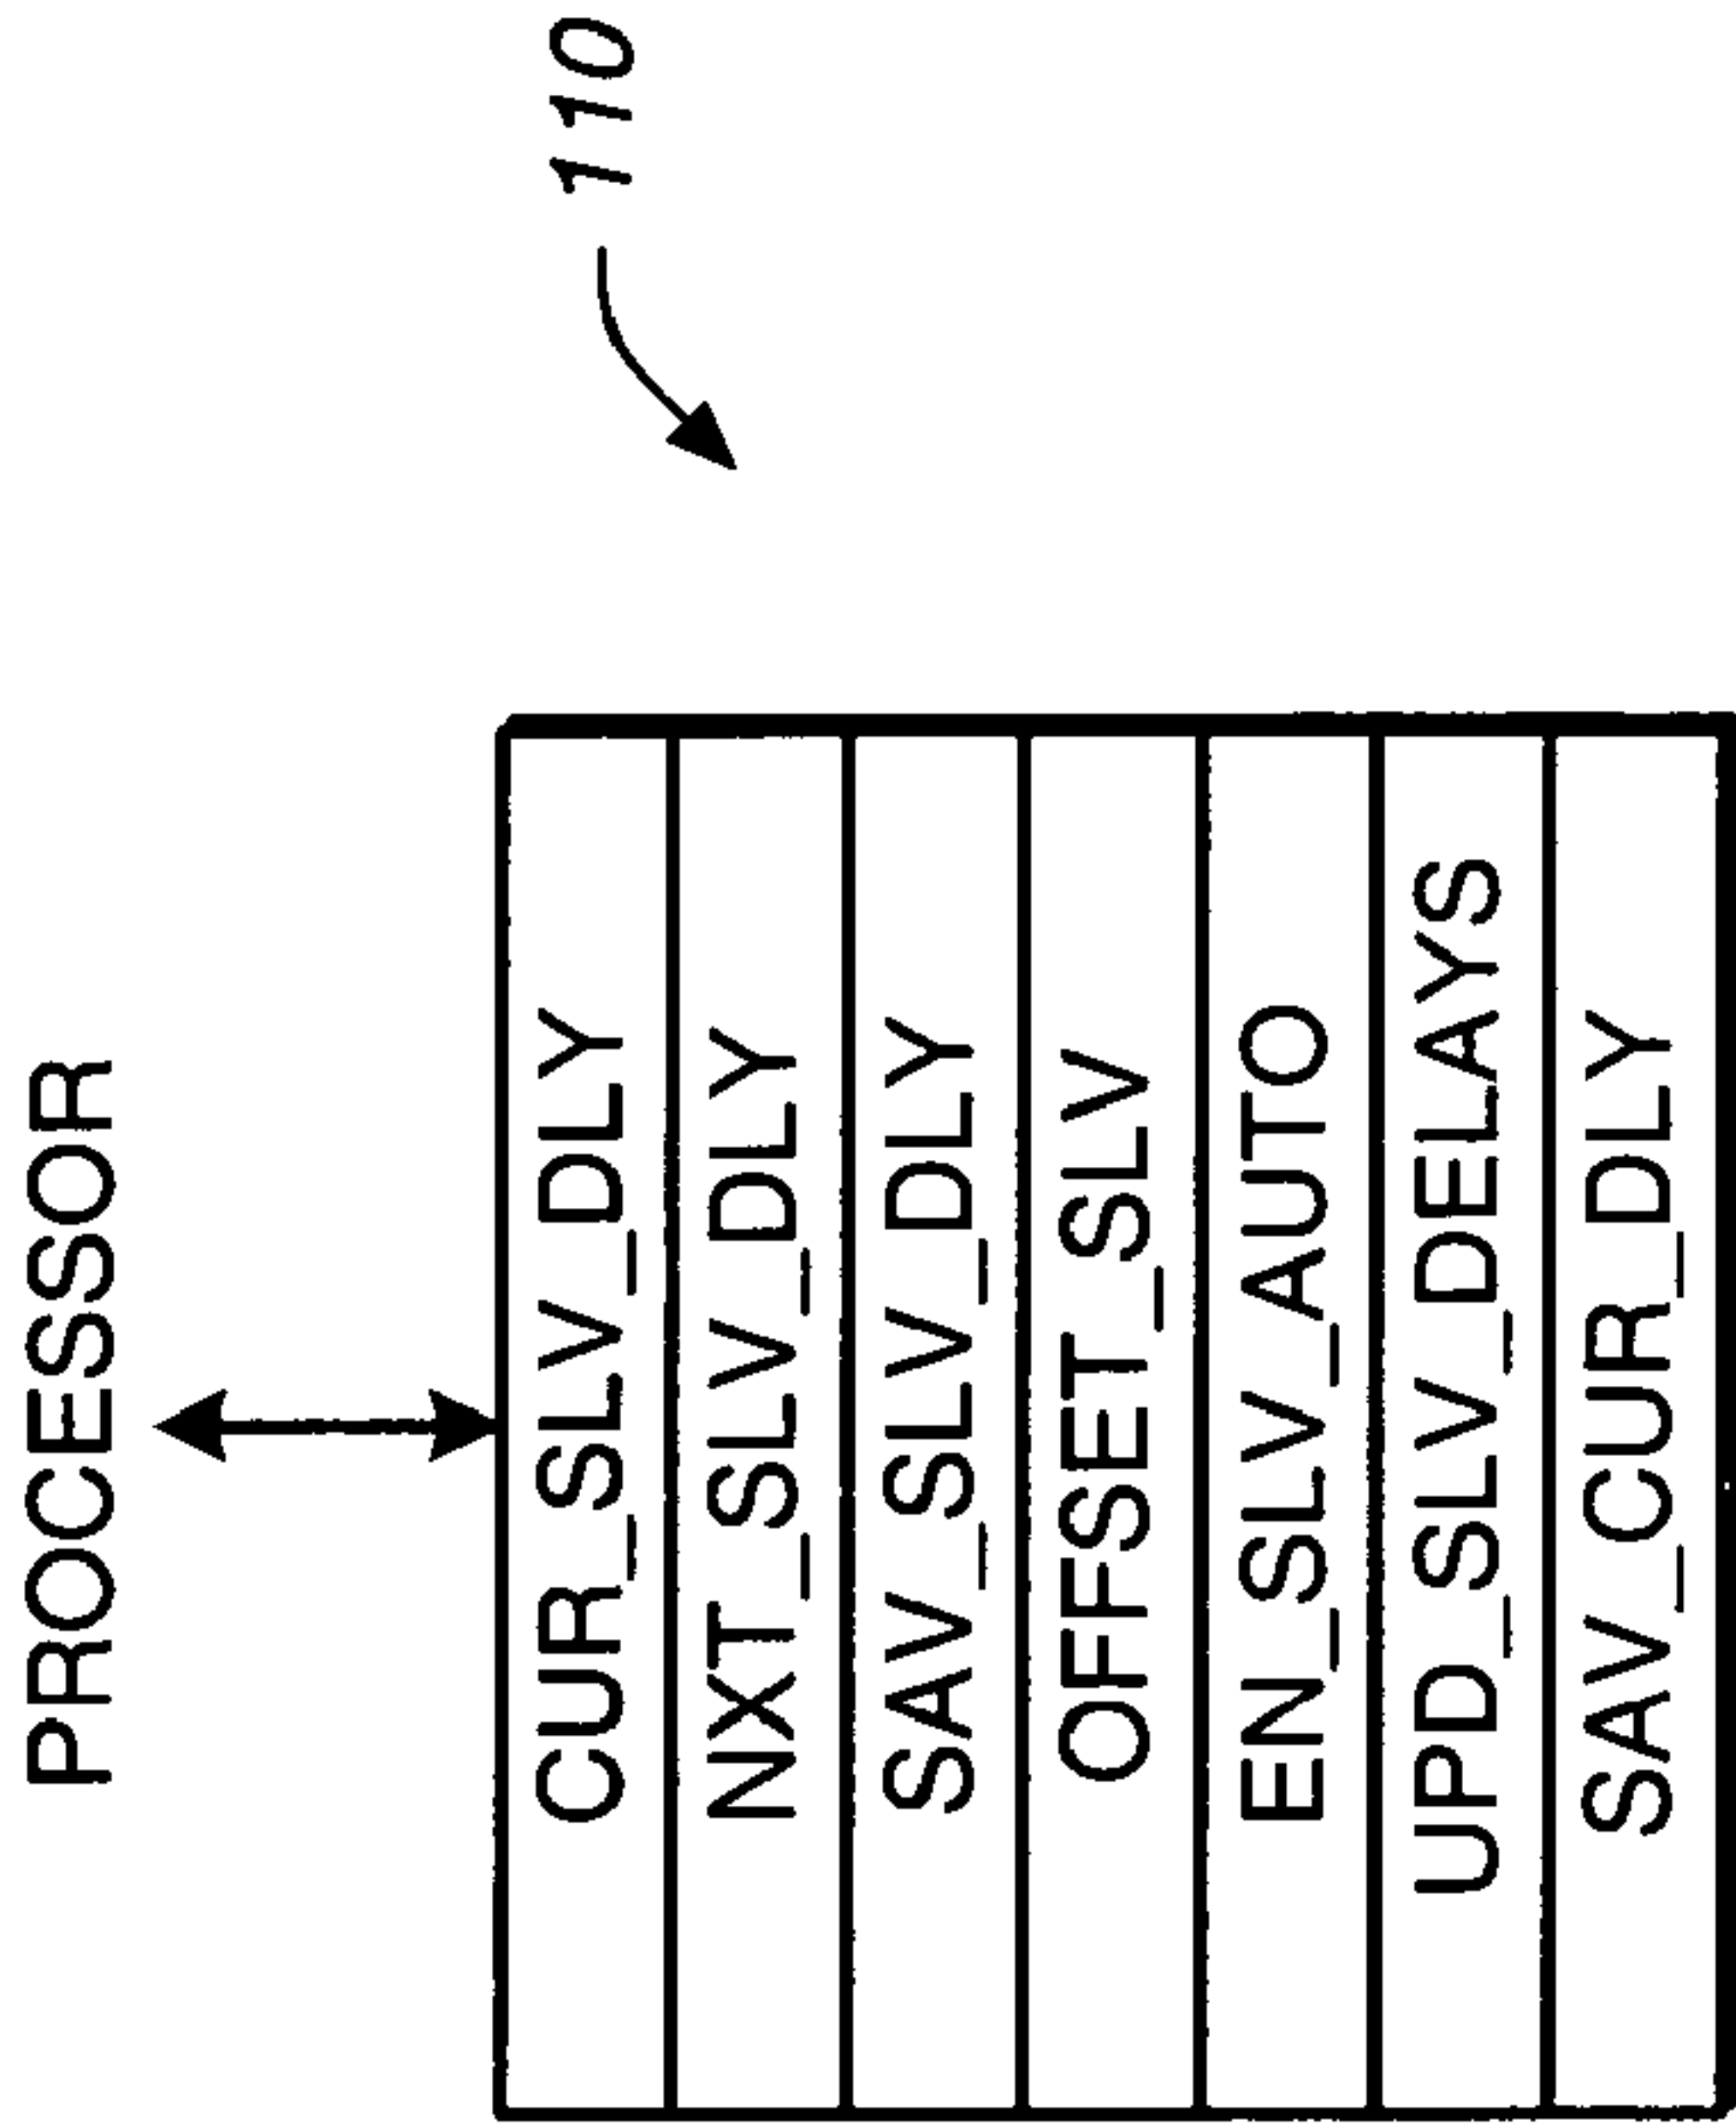 PROCESSOR
110
CUR_SLV_DLY
NXT_SLV_DLY
SAV_SLV_DLY
OFFSET_SLV
EN_SLV_AUTO
UPD_SLV_DELAYS
SAV_CUR_DLY